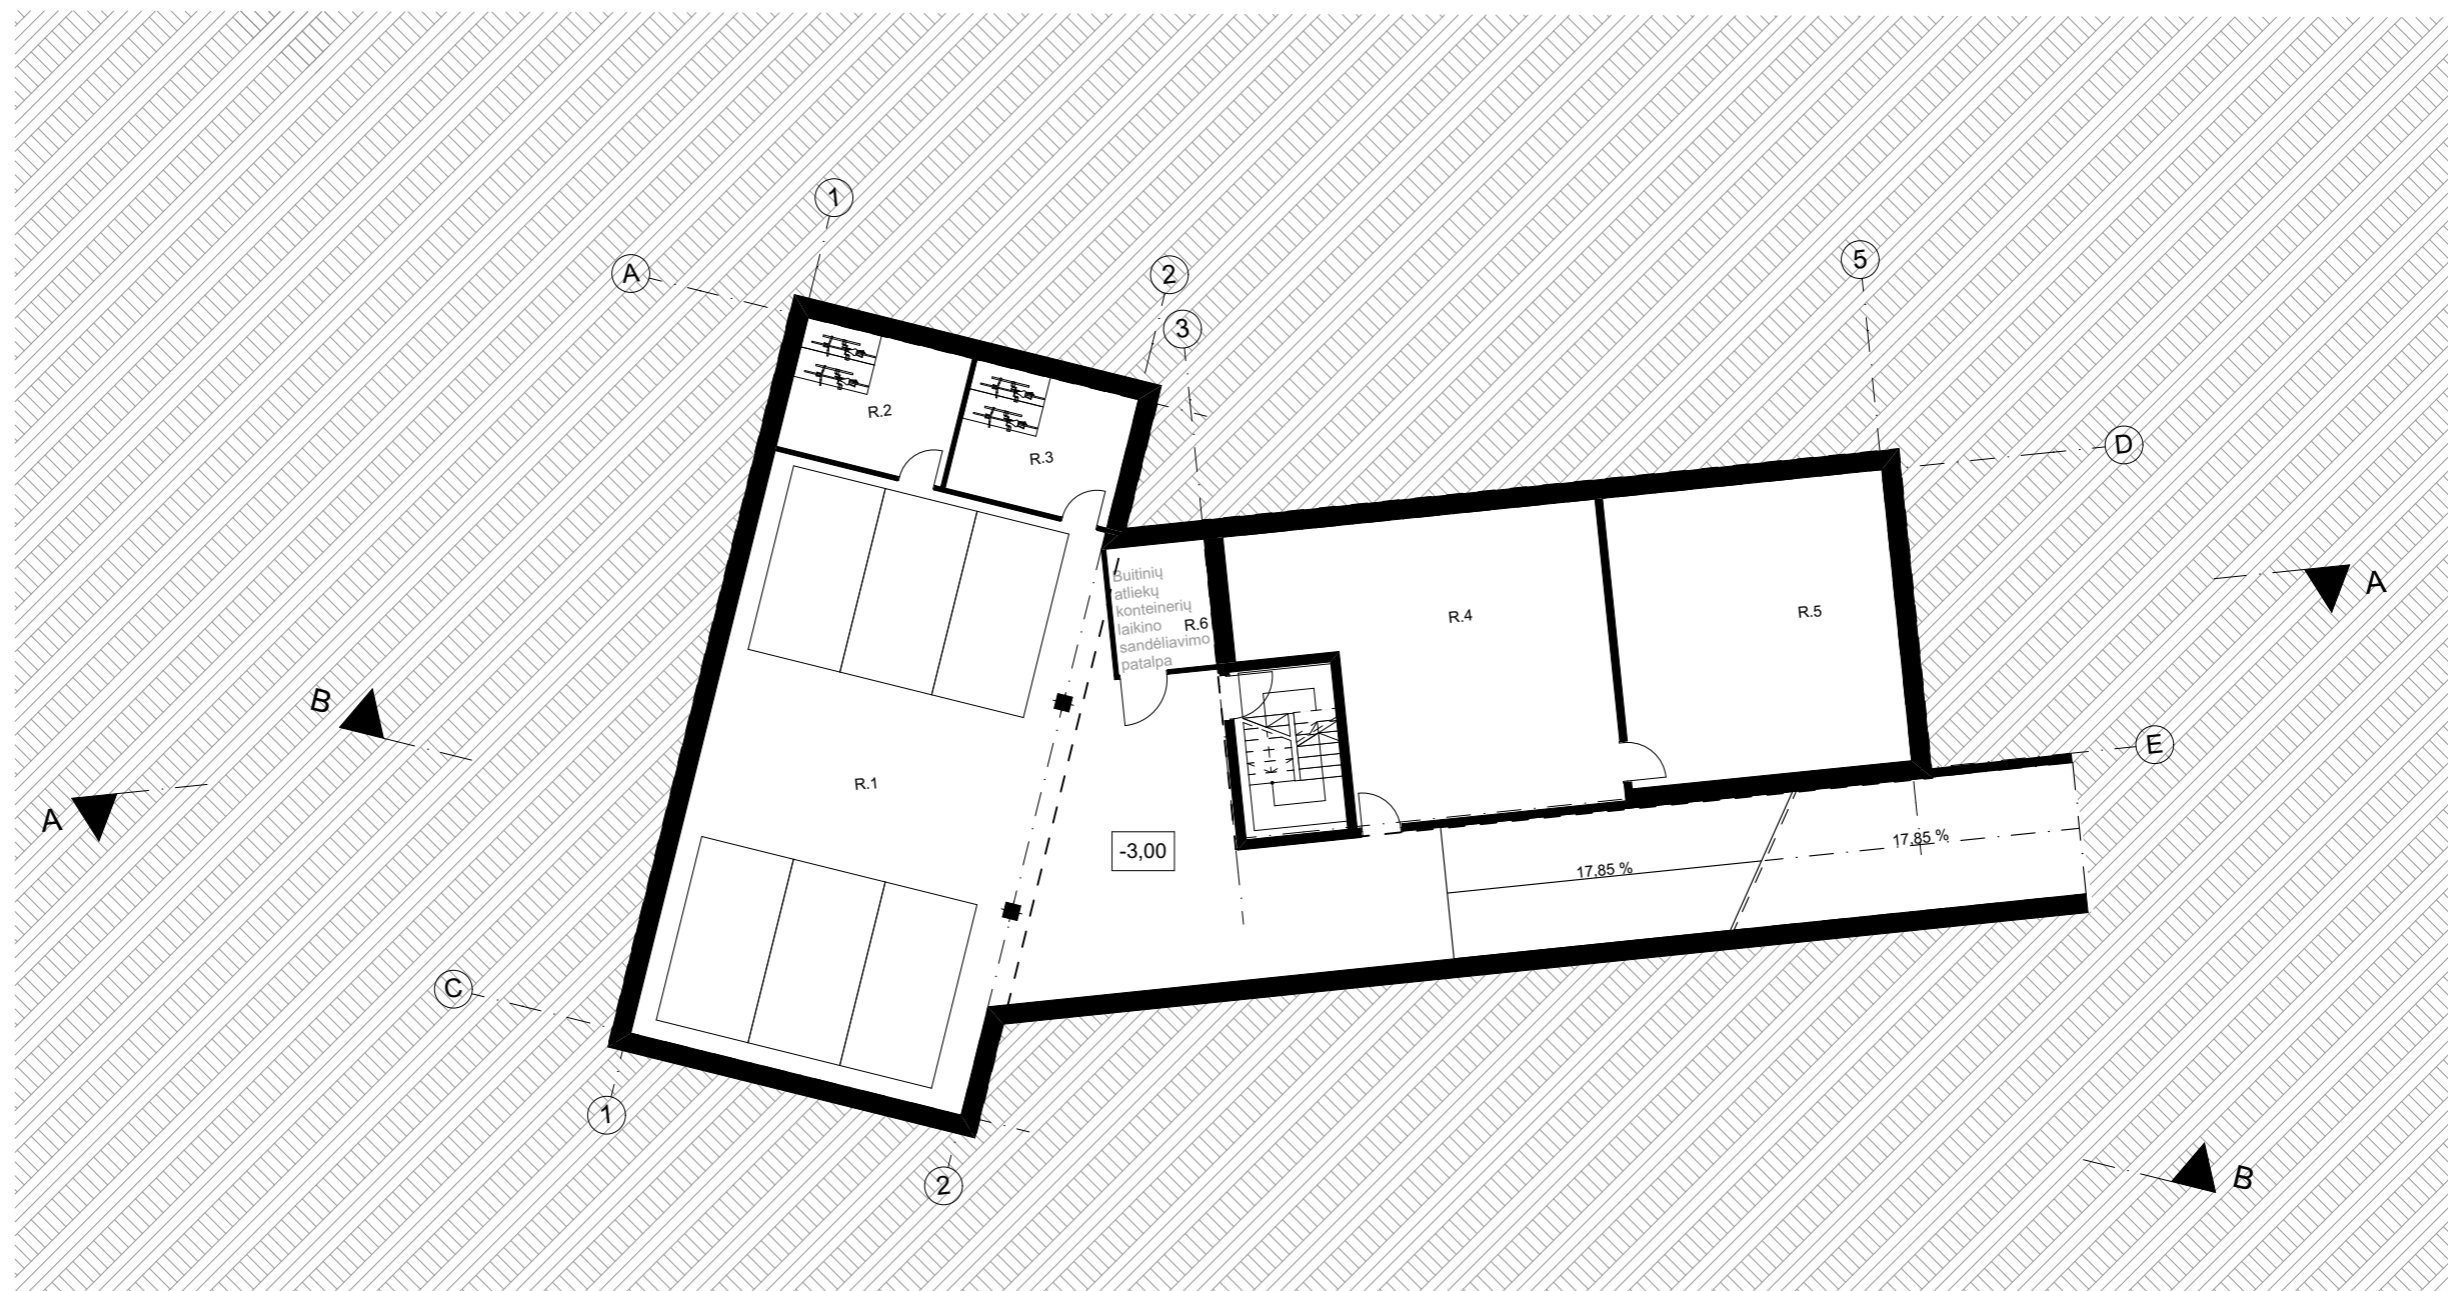 1
A
2
5
3
D
R.2
R.3
Buitinių
atliekų
konteinerių
laikino
sandėliavimo
patalpa
R.6
R.4
R.5
A
B
A
R.1
E
-3,00
17,85 %
17,85 %
C
1
2
B